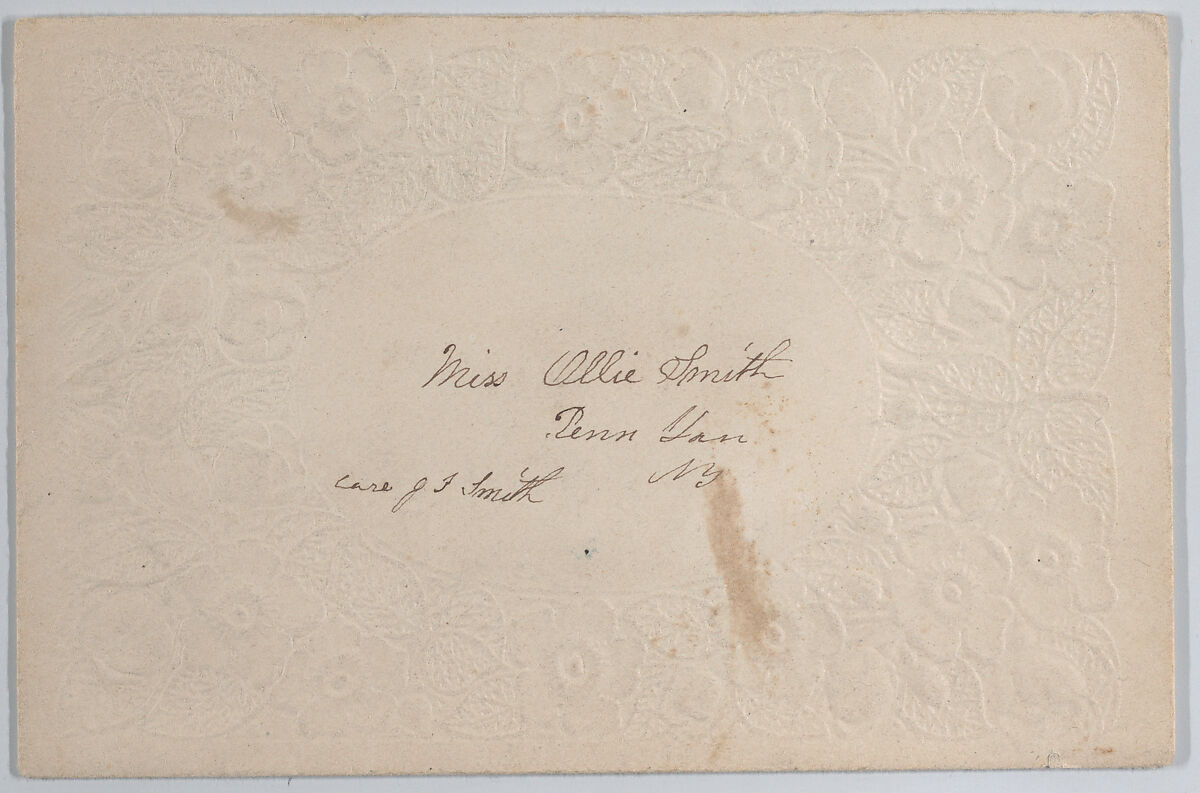 Miss Ollie Smith
Penn Yan
NY
care J F Smith